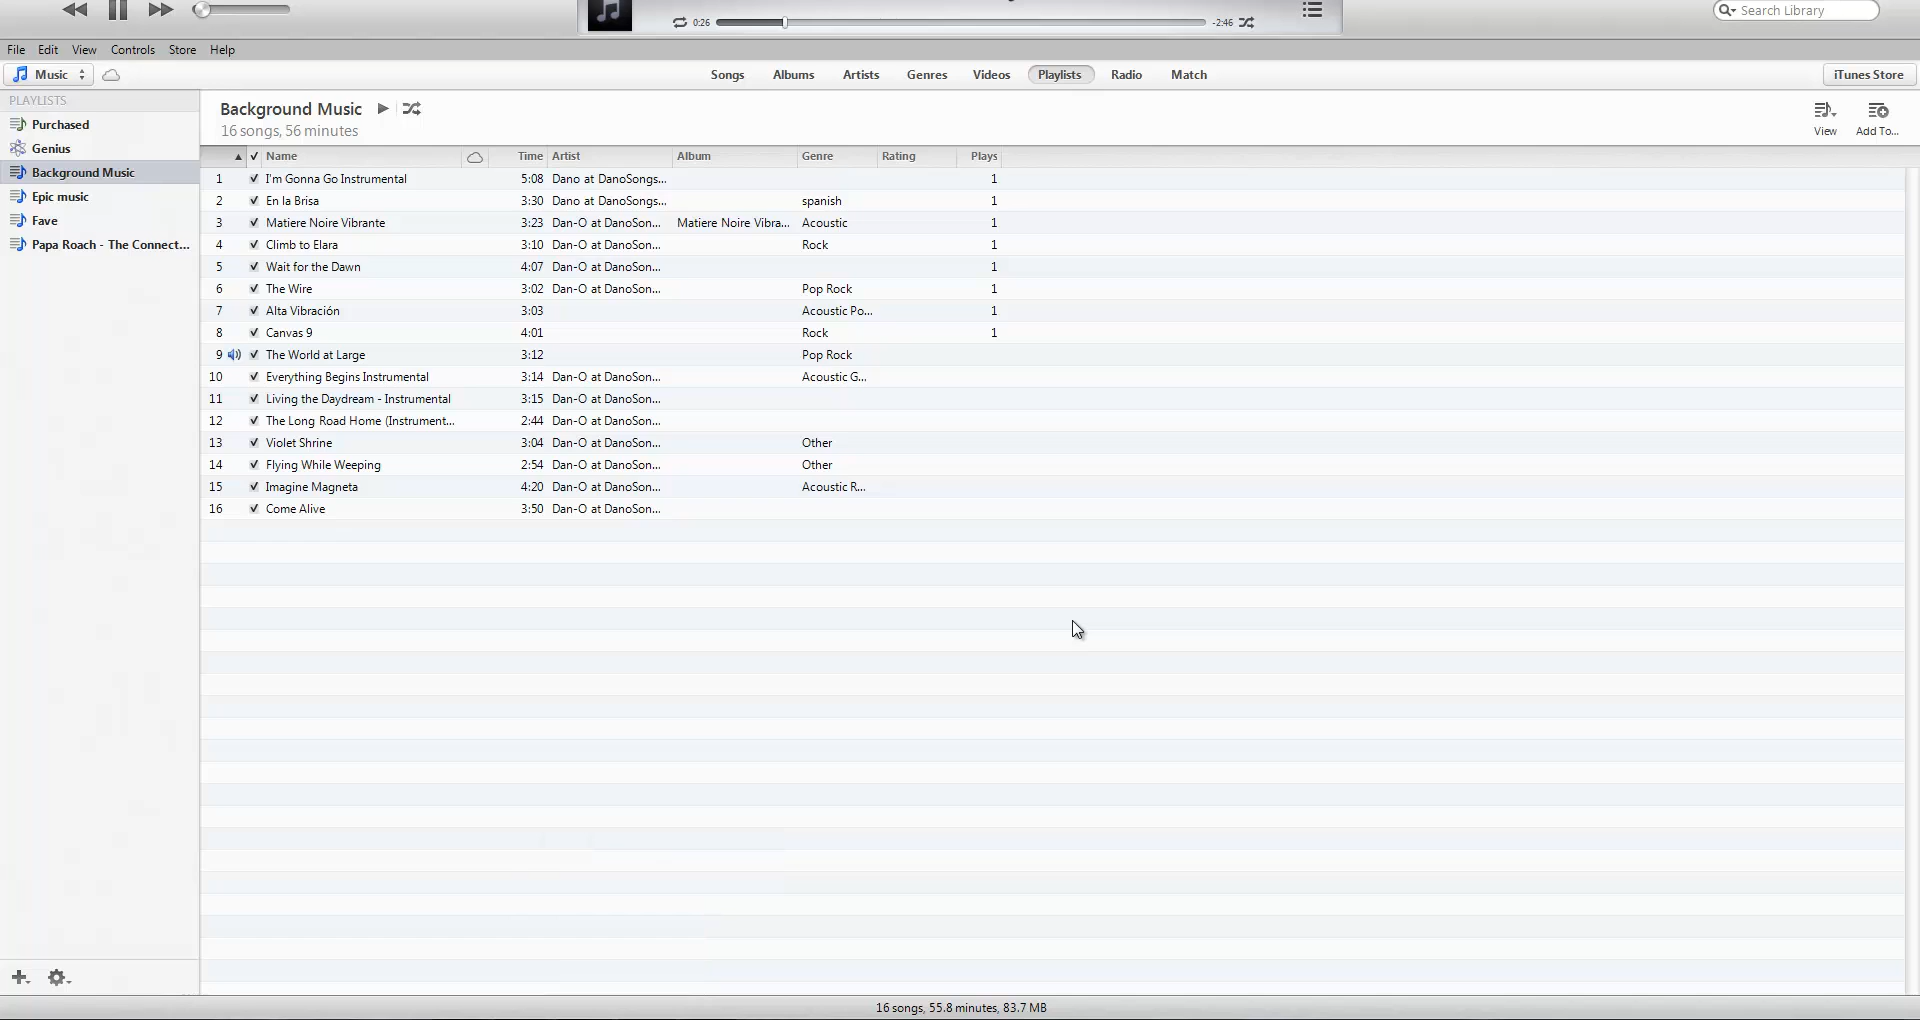 0:26 -2:46 Search Library
File Edit View Controls Store Help
Music Songs Albums Artists Genres Videos Playlists Radio Match iTunes Store
PLAYLISTS
Purchased
Genius
Background Music
Epic music
Fave
Papa Roach - The Connect...
Background Music
16 songs, 56 minutes
View Add To...
Name Time Artist Album Genre Rating Plays
1 I'm Gonna Go Instrumental 5:08 Dano at DanoSongs... 1
2 En la Brisa 3:30 Dano at DanoSongs... spanish 1
3 Matiere Noire Vibrante 3:23 Dan-O at DanoSon... Matiere Noire Vibra... Acoustic 1
4 Climb to Elara 3:10 Dan-O at DanoSon... Rock 1
5 Wait for the Dawn 4:07 Dan-O at DanoSon... 1
6 The Wire 3:02 Dan-O at DanoSon... Pop Rock 1
7 Alta Vibración 3:03 Acoustic Po... 1
8 Canvas 9 4:01 Rock 1
9 The World at Large 3:12 Pop Rock
10 Everything Begins Instrumental 3:14 Dan-O at DanoSon... Acoustic G...
11 Living the Daydream - Instrumental 3:15 Dan-O at DanoSon...
12 The Long Road Home (Instrument... 2:44 Dan-O at DanoSon...
13 Violet Shrine 3:04 Dan-O at DanoSon... Other
14 Flying While Weeping 2:54 Dan-O at DanoSon... Other
15 Imagine Magneta 4:20 Dan-O at DanoSon... Acoustic R...
16 Come Alive 3:50 Dan-O at DanoSon...
16 songs, 55.8 minutes, 83.7 MB